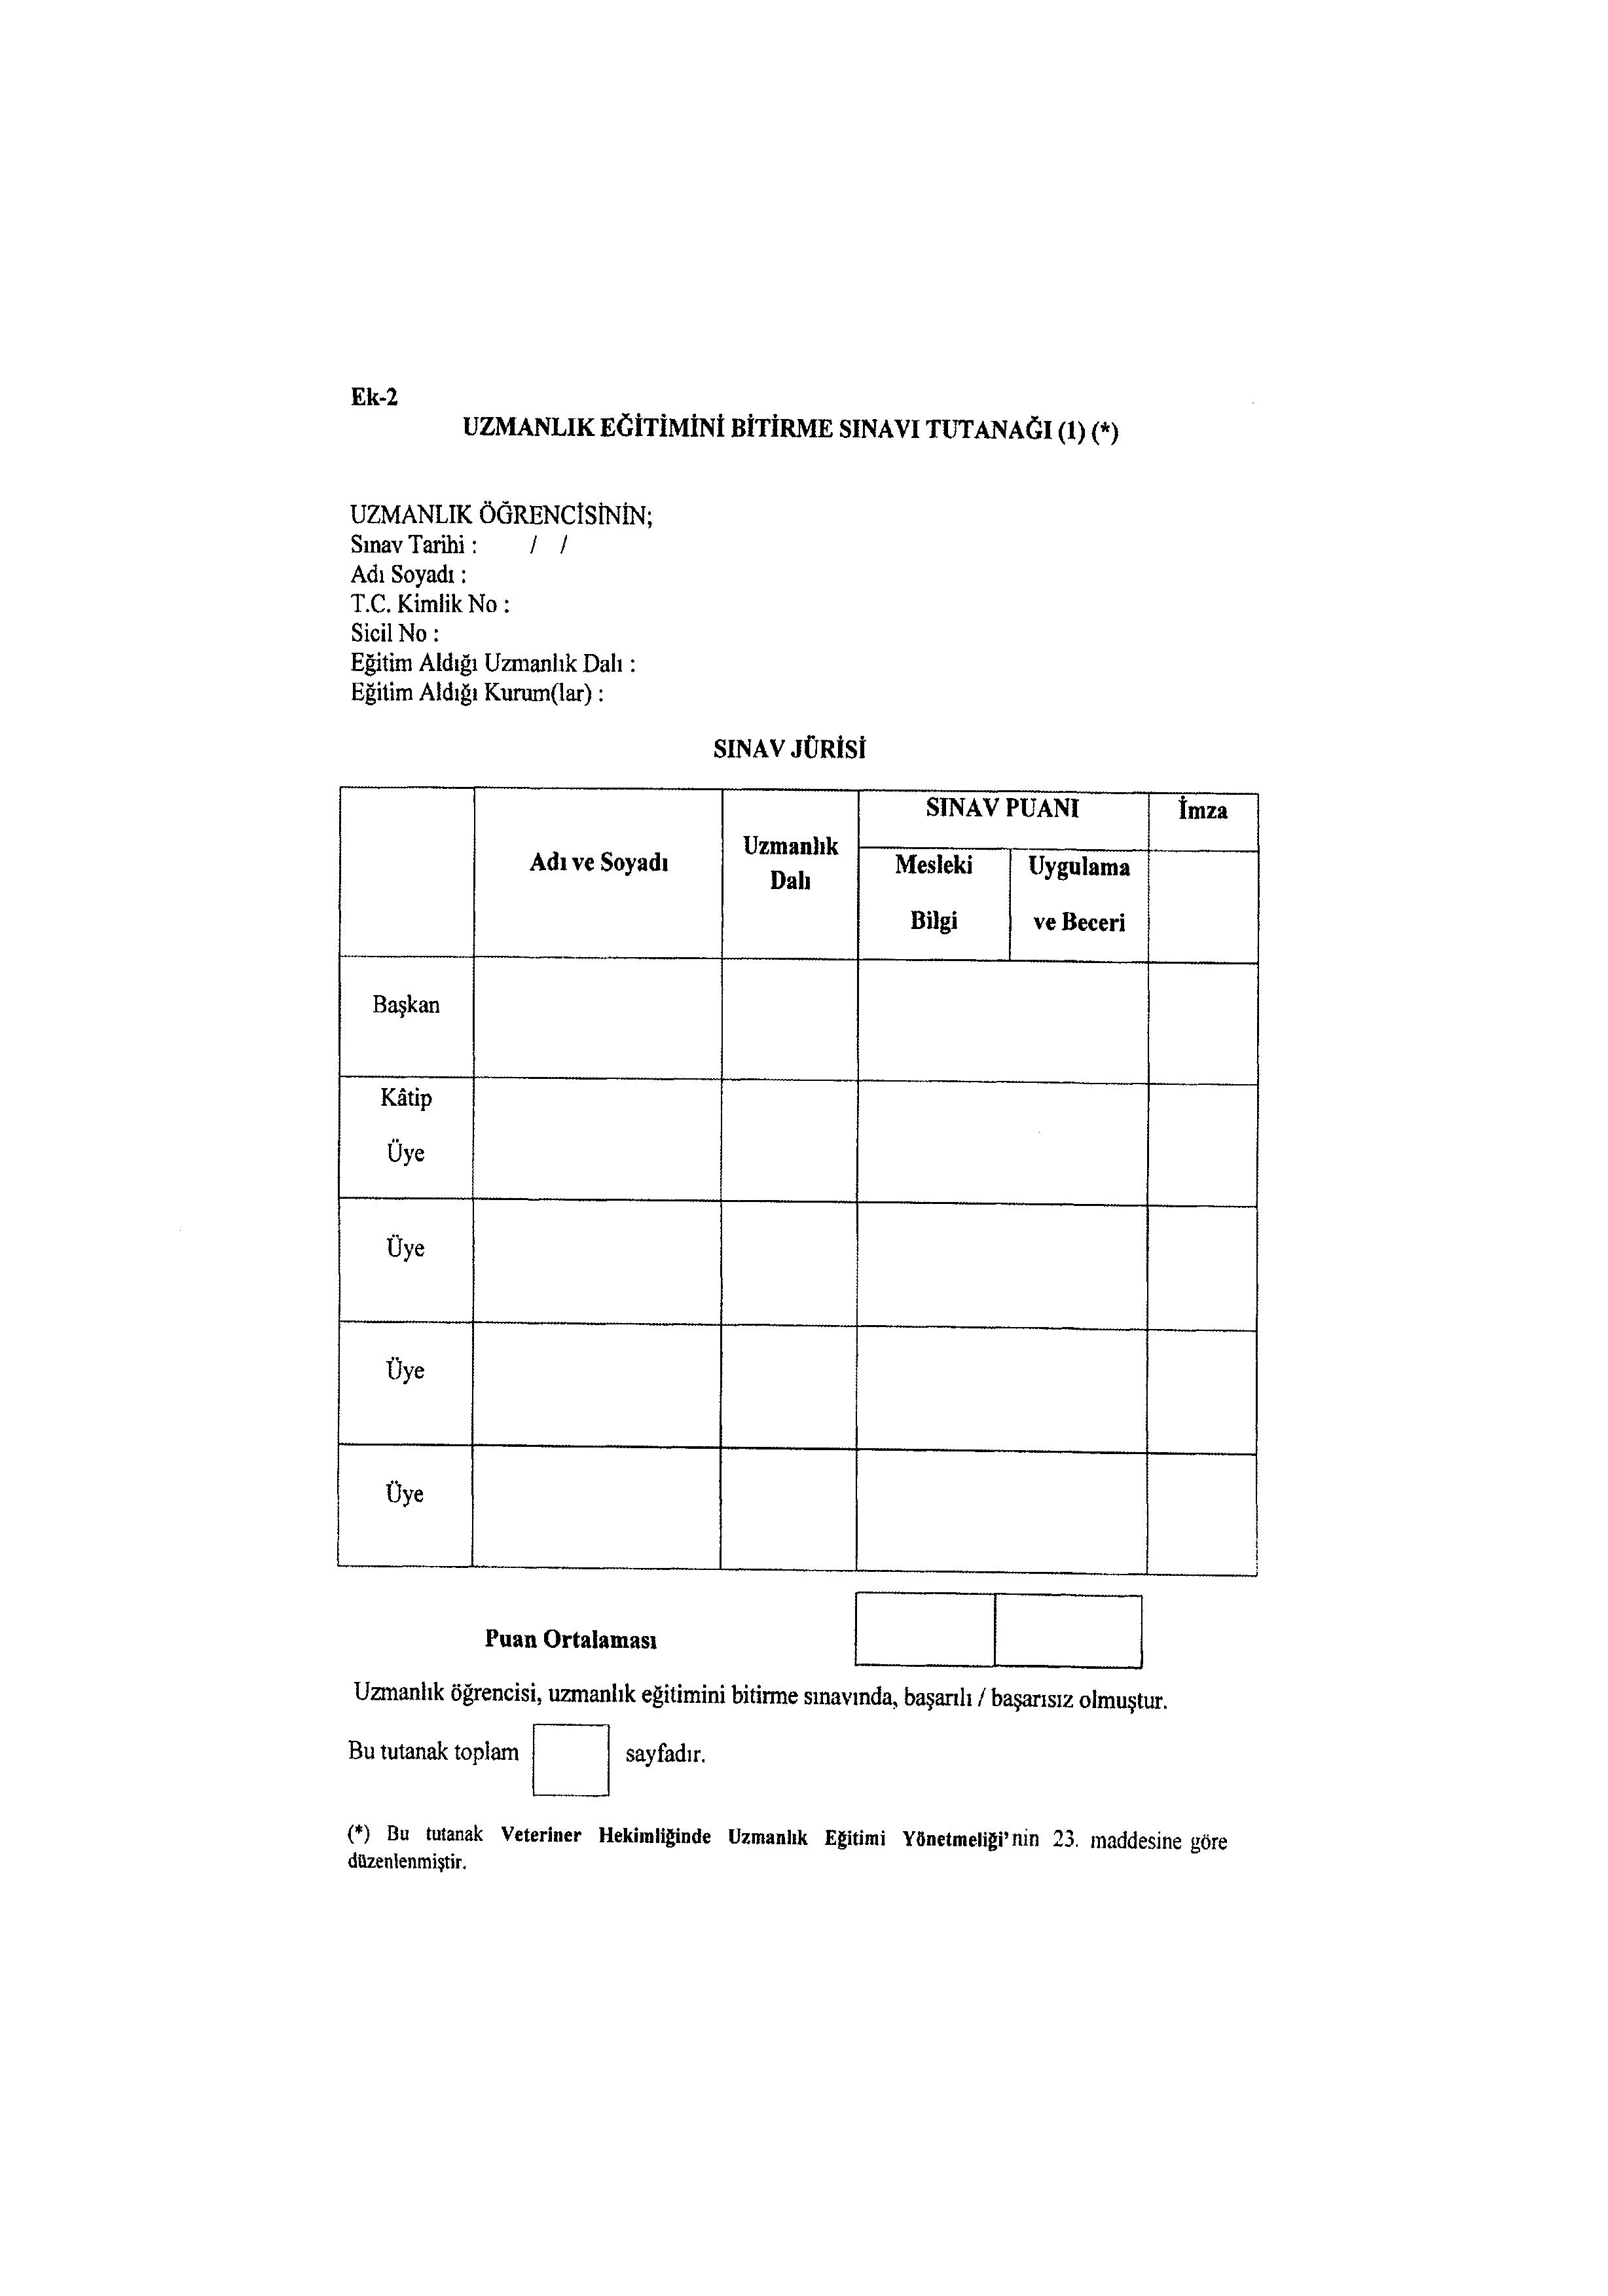 Ek-2
UZMANLIK EĞİTİMİNİ BİTİRME SINAVI TUTANAĞI (1) (*)
UZMANLIK ÖĞRENCİSİNİN;
Sınav Tarihi : / /
Adı Soyadı :
T.C. Kimlik No :
Sicil No :
Eğitim Aldığı Uzmanlık Dalı :
Eğitim Aldığı Kurum(lar) :
SINAV JÜRİSİ
Adı ve Soyadı
Uzmanlık
Dalı
SINAV PUANI
İmza
Mesleki
Bilgi
Uygulama
ve Beceri
Başkan
Kâtip
Üye
Üye
Üye
Üye
Puan Ortalaması
Uzmanlık öğrencisi, uzmanlık eğitimini bitirme sınavında, başarılı / başarısız olmuştur.
Bu tutanak toplam sayfadır.
(*) Bu tutanak Veteriner Hekimliğinde Uzmanlık Eğitimi Yönetmeliği'nin 23. maddesine göre
düzenlenmiştir.